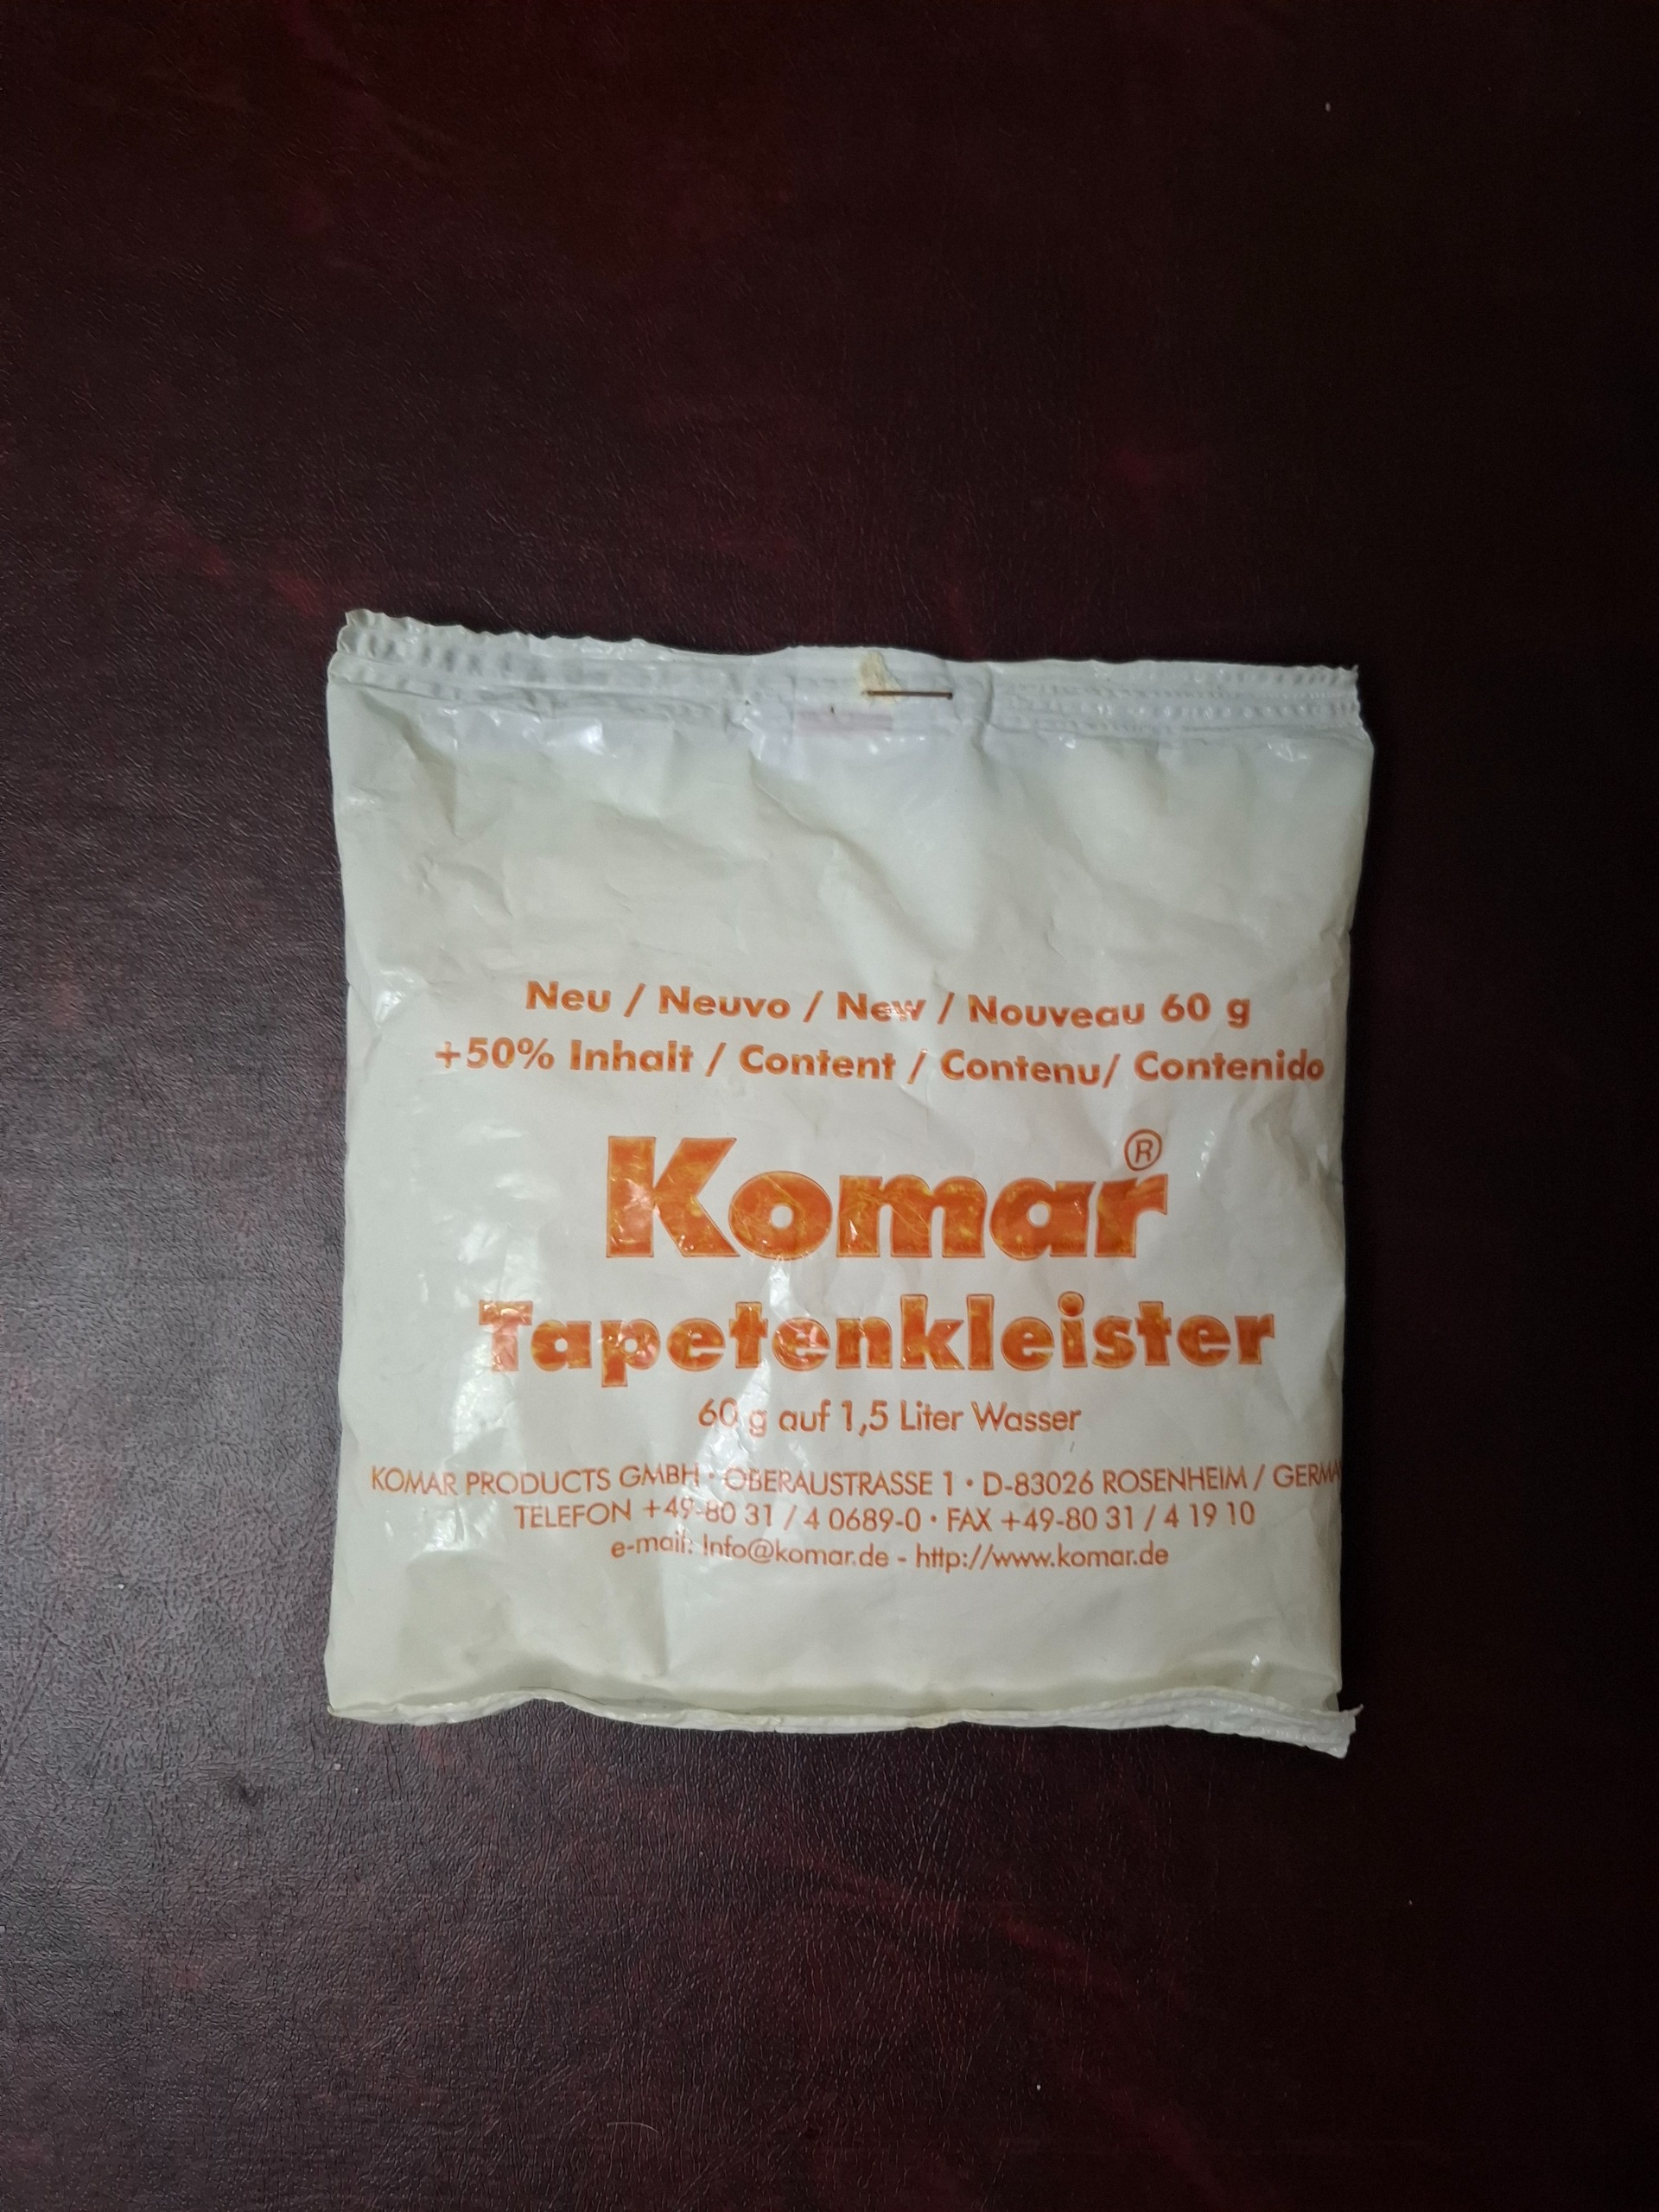 Neu / Neuvo / New / Nouveau 60 g
+50% Inhalt / Content / Contenu/ Contenido
Komar®
Tapetenkleister
60 g auf 1,5 Liter Wasser
KOMAR PRODUCTS GMBH • OBERAUSTRASSE 1 • D-83026 ROSENHEIM / GERMA
TELEFON +49-80 31 / 4 0689-0 • FAX +49-80 31 / 4 19 10
e-mail: Info@komar.de - http://www.komar.de